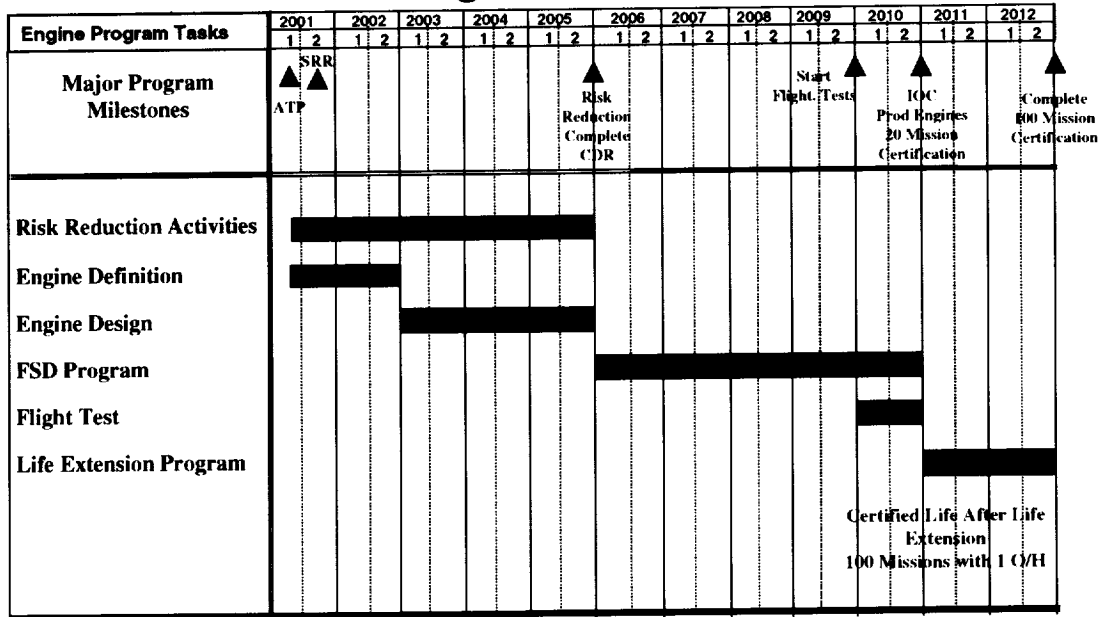 Engine Program Tasks
2001 2002 2003 2004 2005 2006 2007 2008 2009 2010 2011 2012
1 2 1 2 1 2 1 2 1 2 1 2 1 2 1 2 1 2 1 2 1 2 1 2
Major Program
Milestones
ATP
SRR
Risk
Reduction
Complete
CDR
Start
Flight. Tests
IOC
Prod Engines
20 Mission
Certification
Complete
100 Mission
Certification
Risk Reduction Activities
Engine Definition
Engine Design
FSD Program
Flight Test
Life Extension Program
Certified Life After Life
Extension
100 Missions with 1 O/H